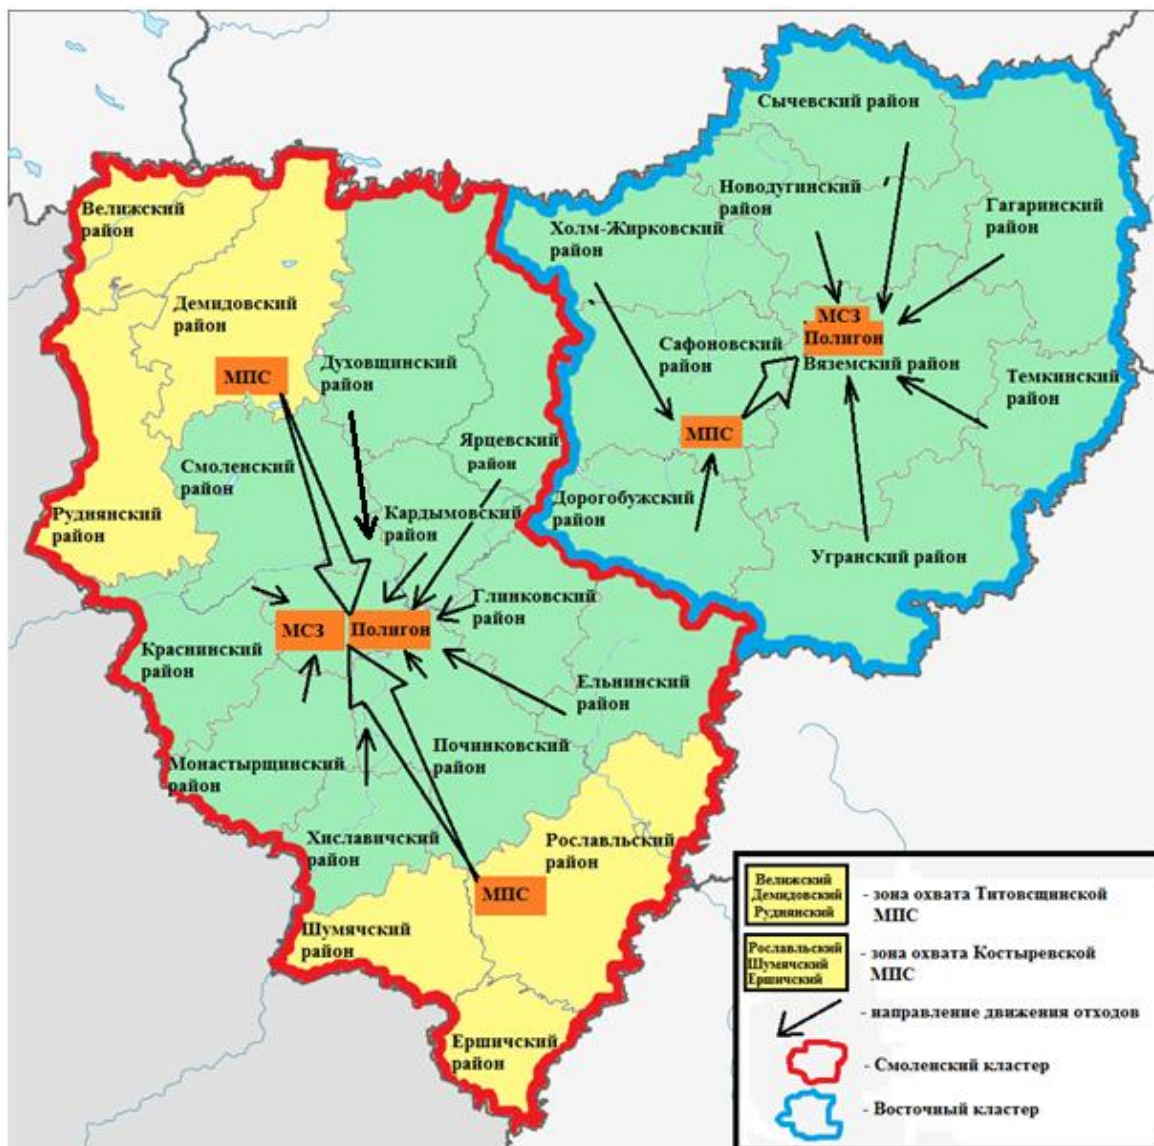 Сычевский район
Новодугинский
район
Гагаринский
район
Велижский
район
Холм-Жирковский
район
Демидовский
район
МСЗ
Полигон
Вяземский район
Сафоновский
район
Духовщинский
район
Темкинский
район
МПС
МПС
Ярцевский
район
Смоленский
район
Руднянский
район
Кардымовский
район
Дорогобужский
район
Угранский район
Глинковский
район
МСЗ
Полигон
Краснинский
район
Ельнинский
район
Починковский
район
Монастырщинский
район
Хиславичский
район
Рославльский
район
МПС
Шумячский
район
Ершичский
район
Велижский
Демидовский
Руднянский
- зона охвата Титовсщинской
МПС
Рославльский
Шумячский
Ершичский
- зона охвата Костыревской
МПС
- направление движения отходов
- Смоленский кластер
- Восточный кластер